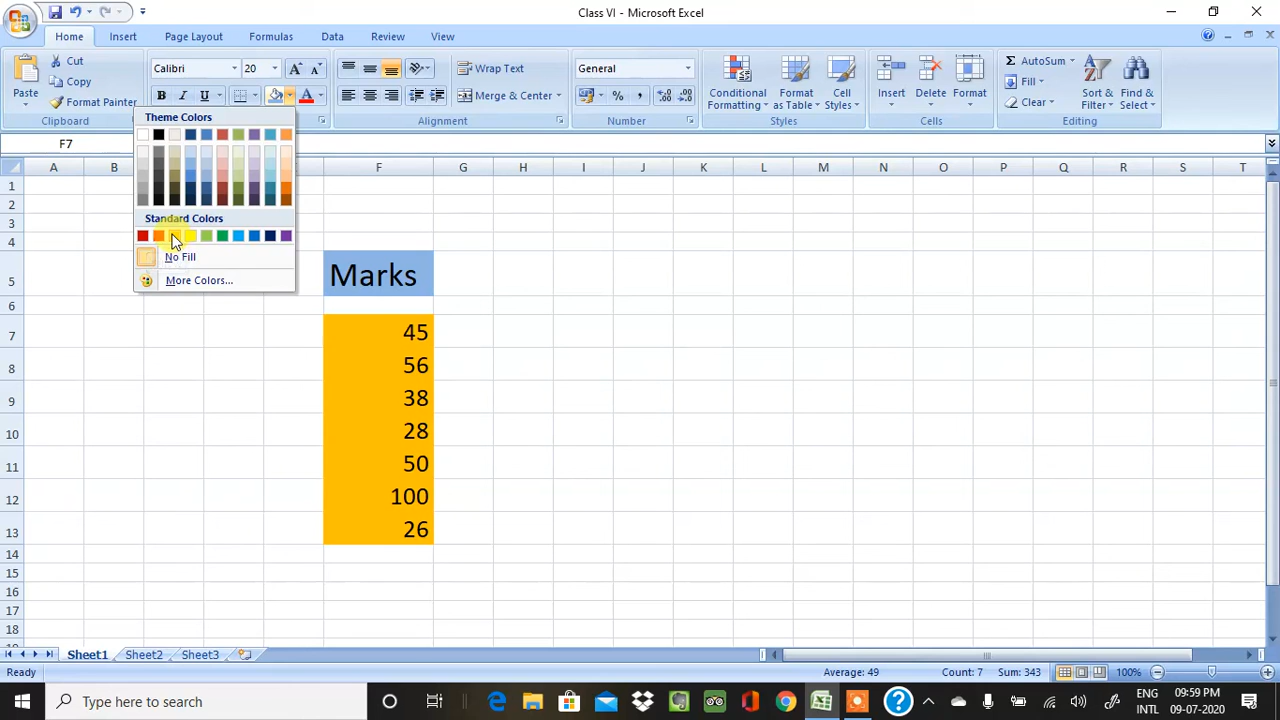 Class VI - Microsoft Excel
Home Insert Page Layout Formulas Data Review View
Paste
Cut
Copy
Format Painter
Clipboard
Calibri 20
A A
B I U A
Wrap Text
Merge & Center
Alignment
General
% , .0 .00 .00 .0
Number
Conditional Formatting
Format as Table
Cell Styles
Styles
Insert Delete Format
Cells
Σ AutoSum
Fill
Clear
Sort & Filter
Find & Select
Editing
F7
Theme Colors
Standard Colors
No Fill
More Colors...
A B F G H I J K L M N O P Q R S T
1
2
3
4
5 Marks
6
7 45
8 56
9 38
10 28
11 50
12 100
13 26
14
15
16
17
18
Sheet1 Sheet2 Sheet3
Ready Average: 49 Count: 7 Sum: 343 100%
Type here to search
ENG
INTL
09:59 PM
09-07-2020